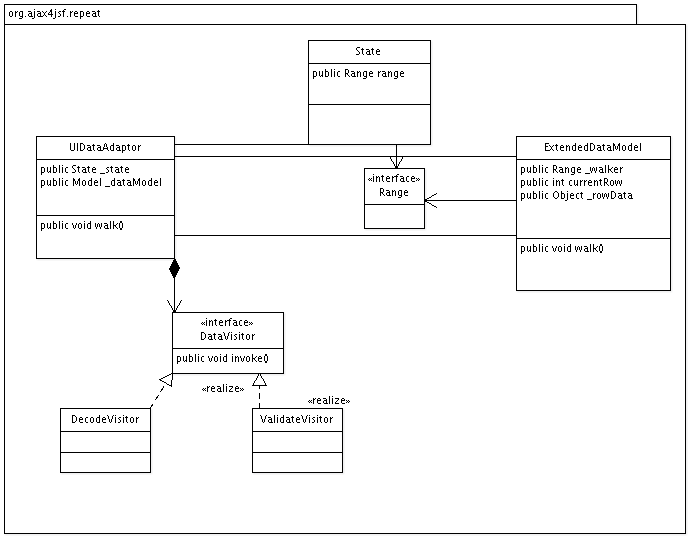 org.ajax4jsf.repeat
State
public Range range
UIDataAdaptor
public State _state
public Model _dataModel
public void walk()
«interface»
Range
ExtendedDataModel
public Range _walker
public int currentRow
public Object _rowData
public void walk()
«interface»
DataVisitor
public void invoke()
«realize»
«realize»
DecodeVisitor
ValidateVisitor